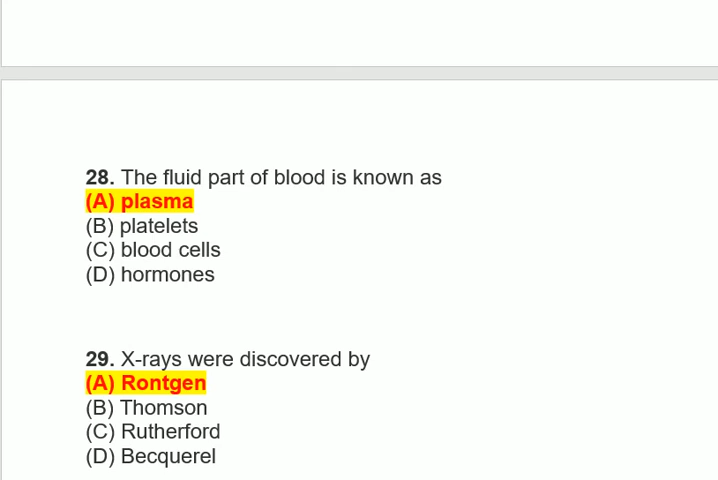 28. The fluid part of blood is known as
(A) plasma
(B) platelets
(C) blood cells
(D) hormones
29. X-rays were discovered by
(A) Rontgen
(B) Thomson
(C) Rutherford
(D) Becquerel